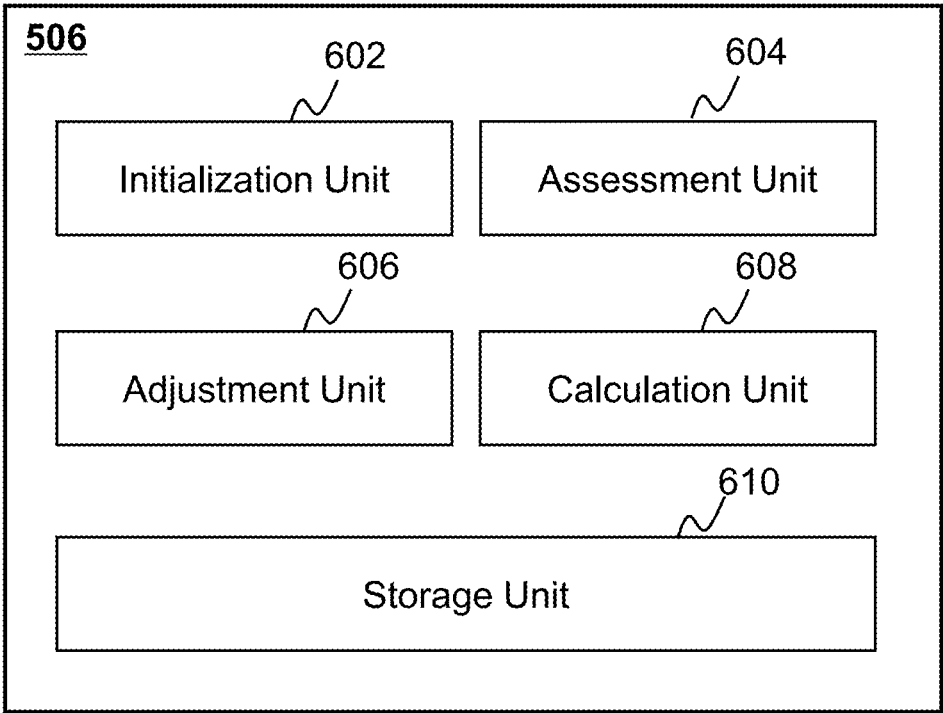 506
602
604
Initialization Unit
Assessment Unit
606
608
Adjustment Unit
Calculation Unit
610
Storage Unit